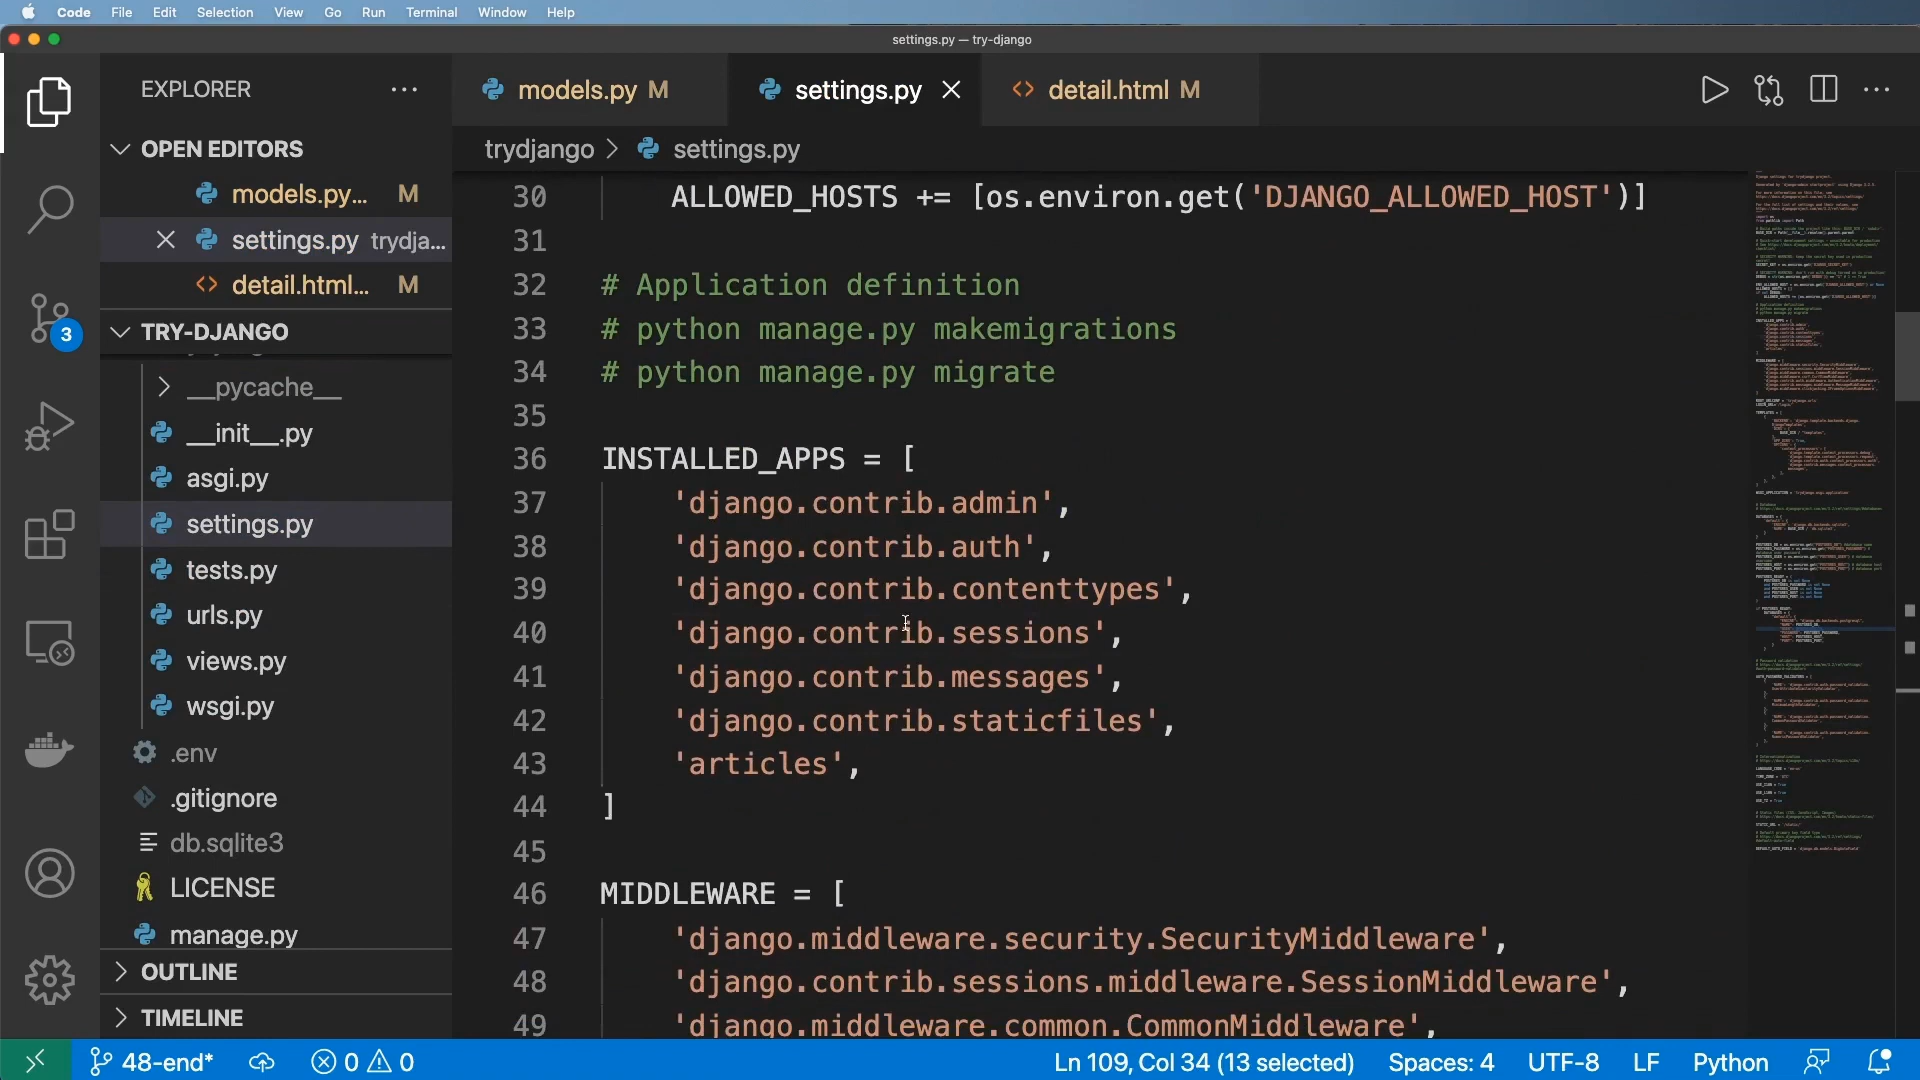 Code File Edit Selection View Go Run Terminal Window Help
settings.py — try-django
EXPLORER
models.py M
settings.py
detail.html M
OPEN EDITORS
models.py... M
settings.py trydja...
detail.html... M
TRY-DJANGO
__pycache__
__init__.py
asgi.py
settings.py
tests.py
urls.py
views.py
wsgi.py
.env
.gitignore
db.sqlite3
LICENSE
manage.py
OUTLINE
TIMELINE
3
trydjango > settings.py
30 ALLOWED_HOSTS += [os.environ.get('DJANGO_ALLOWED_HOST')]
31
32 # Application definition
33 # python manage.py makemigrations
34 # python manage.py migrate
35
36 INSTALLED_APPS = [
37 'django.contrib.admin',
38 'django.contrib.auth',
39 'django.contrib.contenttypes',
40 'django.contrib.sessions',
41 'django.contrib.messages',
42 'django.contrib.staticfiles',
43 'articles',
44 ]
45
46 MIDDLEWARE = [
47 'django.middleware.security.SecurityMiddleware',
48 'django.contrib.sessions.middleware.SessionMiddleware',
49 'django.middleware.common.CommonMiddleware',
48-end* 0 0 Ln 109, Col 34 (13 selected) Spaces: 4 UTF-8 LF Python